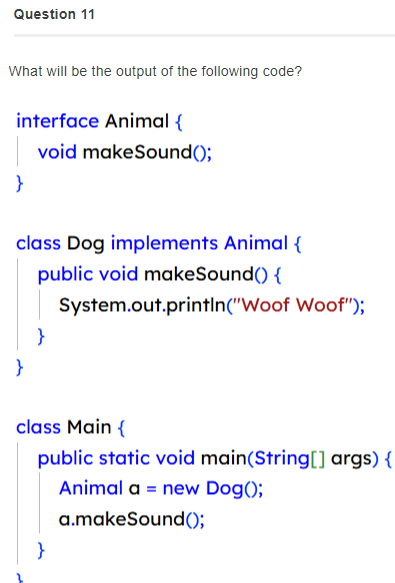 Question 11
What will be the output of the following code?
interface Animal {
void makeSound();
}
class Dog implements Animal {
public void makeSound() {
System.out.println("Woof Woof");
}
}
class Main {
public static void main(String[] args) {
Animal a = new Dog();
a.makeSound();
}
}